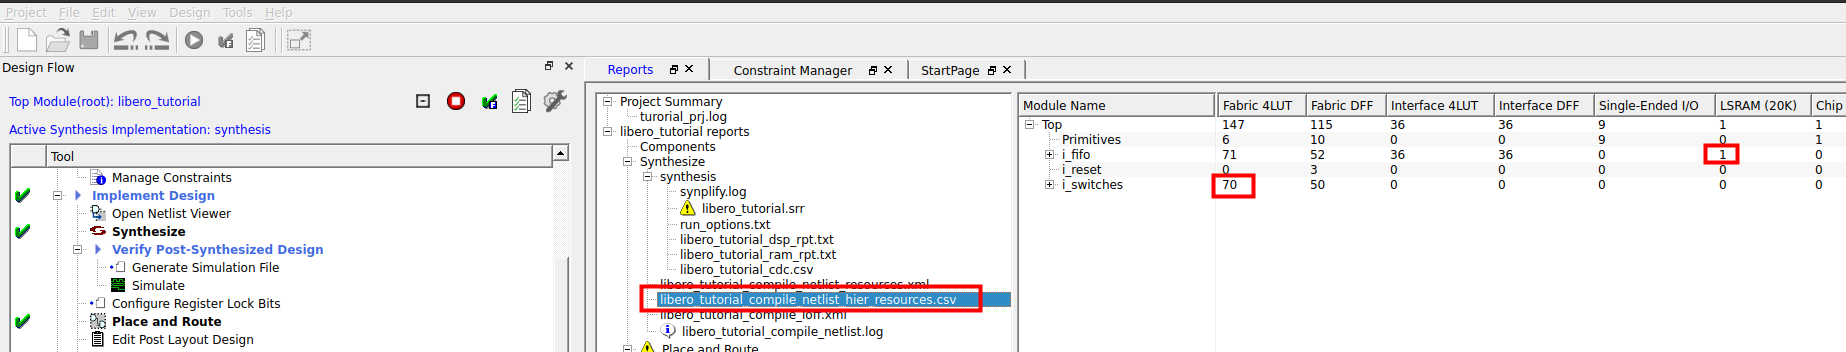 Project File Edit View Design Tools Help
Design Flow
Top Module(root): libero_tutorial
Active Synthesis Implementation: synthesis
Tool
Manage Constraints
Implement Design
Open Netlist Viewer
Synthesize
Verify Post-Synthesized Design
Generate Simulation File
Simulate
Configure Register Lock Bits
Place and Route
Edit Post Layout Design
Reports Constraint Manager StartPage
Project Summary
turorial_prj.log
libero_tutorial reports
Components
Synthesize
synthesis
synplify.log
libero_tutorial.srr
run_options.txt
libero_tutorial_dsp_rpt.txt
libero_tutorial_ram_rpt.txt
libero_tutorial_cdc.csv
libero_tutorial_compile_netlist_resources.xml
libero_tutorial_compile_netlist_hier_resources.csv
libero_tutorial_compile_ioff.xml
libero_tutorial_compile_netlist.log
Place and Route
Module Name Fabric 4LUT Fabric DFF Interface 4LUT Interface DFF Single-Ended I/O LSRAM (20K) Chip
Top 147 115 36 36 9 1 1
Primitives 6 10 0 0 9 0 1
i_fifo 71 52 36 36 0 1 0
i_reset 0 3 0 0 0 0 0
i_switches 70 50 0 0 0 0 0